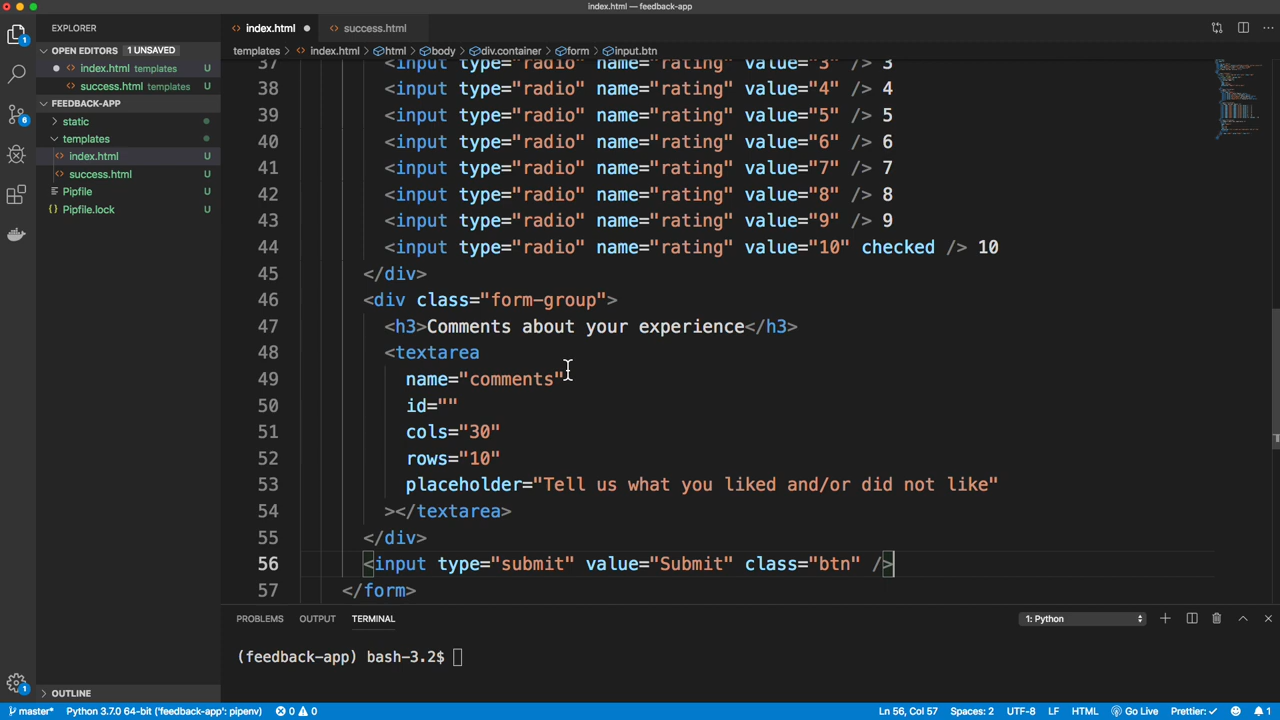 index.html — feedback-app
EXPLORER
index.html
success.html
OPEN EDITORS 1 UNSAVED
templates > index.html > html > body > div.container > form > input.btn
index.html templates U
success.html templates U
FEEDBACK-APP
static
templates
index.html U
success.html U
Pipfile U
Pipfile.lock U
37 <input type="radio" name="rating" value="3" /> 3
38 <input type="radio" name="rating" value="4" /> 4
39 <input type="radio" name="rating" value="5" /> 5
40 <input type="radio" name="rating" value="6" /> 6
41 <input type="radio" name="rating" value="7" /> 7
42 <input type="radio" name="rating" value="8" /> 8
43 <input type="radio" name="rating" value="9" /> 9
44 <input type="radio" name="rating" value="10" checked /> 10
45 </div>
46 <div class="form-group">
47 <h3>Comments about your experience</h3>
48 <textarea
49 name="comments"
50 id=""
51 cols="30"
52 rows="10"
53 placeholder="Tell us what you liked and/or did not like"
54 ></textarea>
55 </div>
56 <input type="submit" value="Submit" class="btn" />
57 </form>
PROBLEMS OUTPUT TERMINAL 1: Python
(feedback-app) bash-3.2$
OUTLINE
1
6
1
master* Python 3.7.0 64-bit ('feedback-app': pipenv) 0 0 Ln 56, Col 57 Spaces: 2 UTF-8 LF HTML Go Live Prettier: ✓ 1